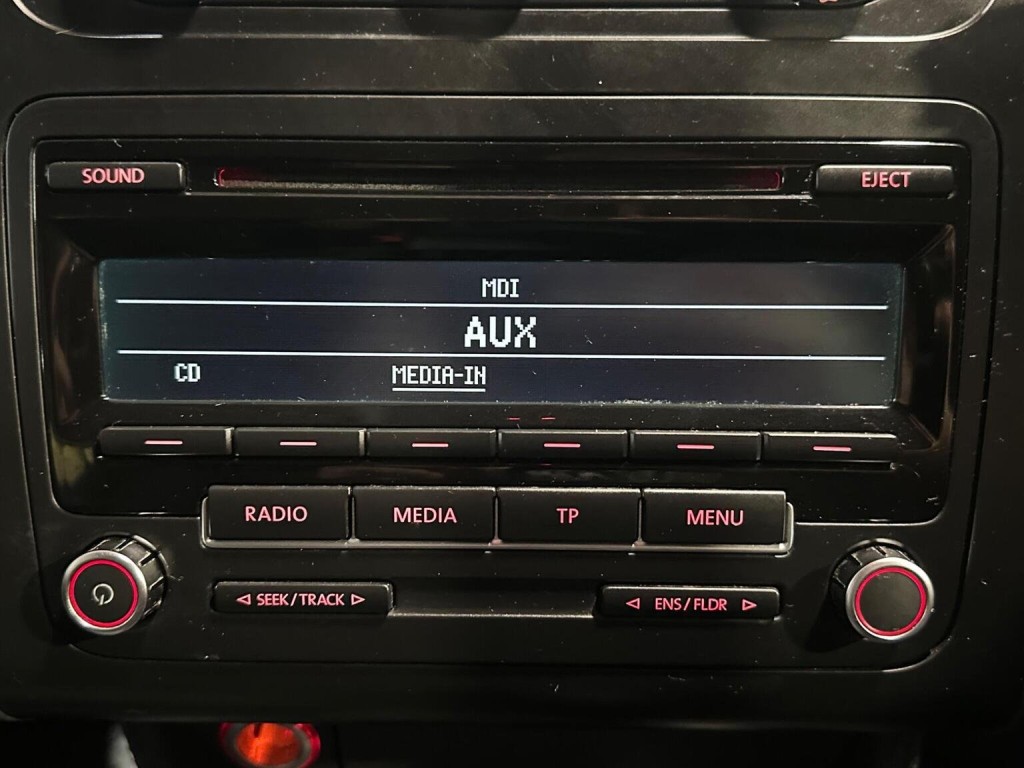 SOUND
EJECT
MDI
AUX
CD MEDIA-IN
RADIO MEDIA TP MENU
SEEK/TRACK ENS/FLDR